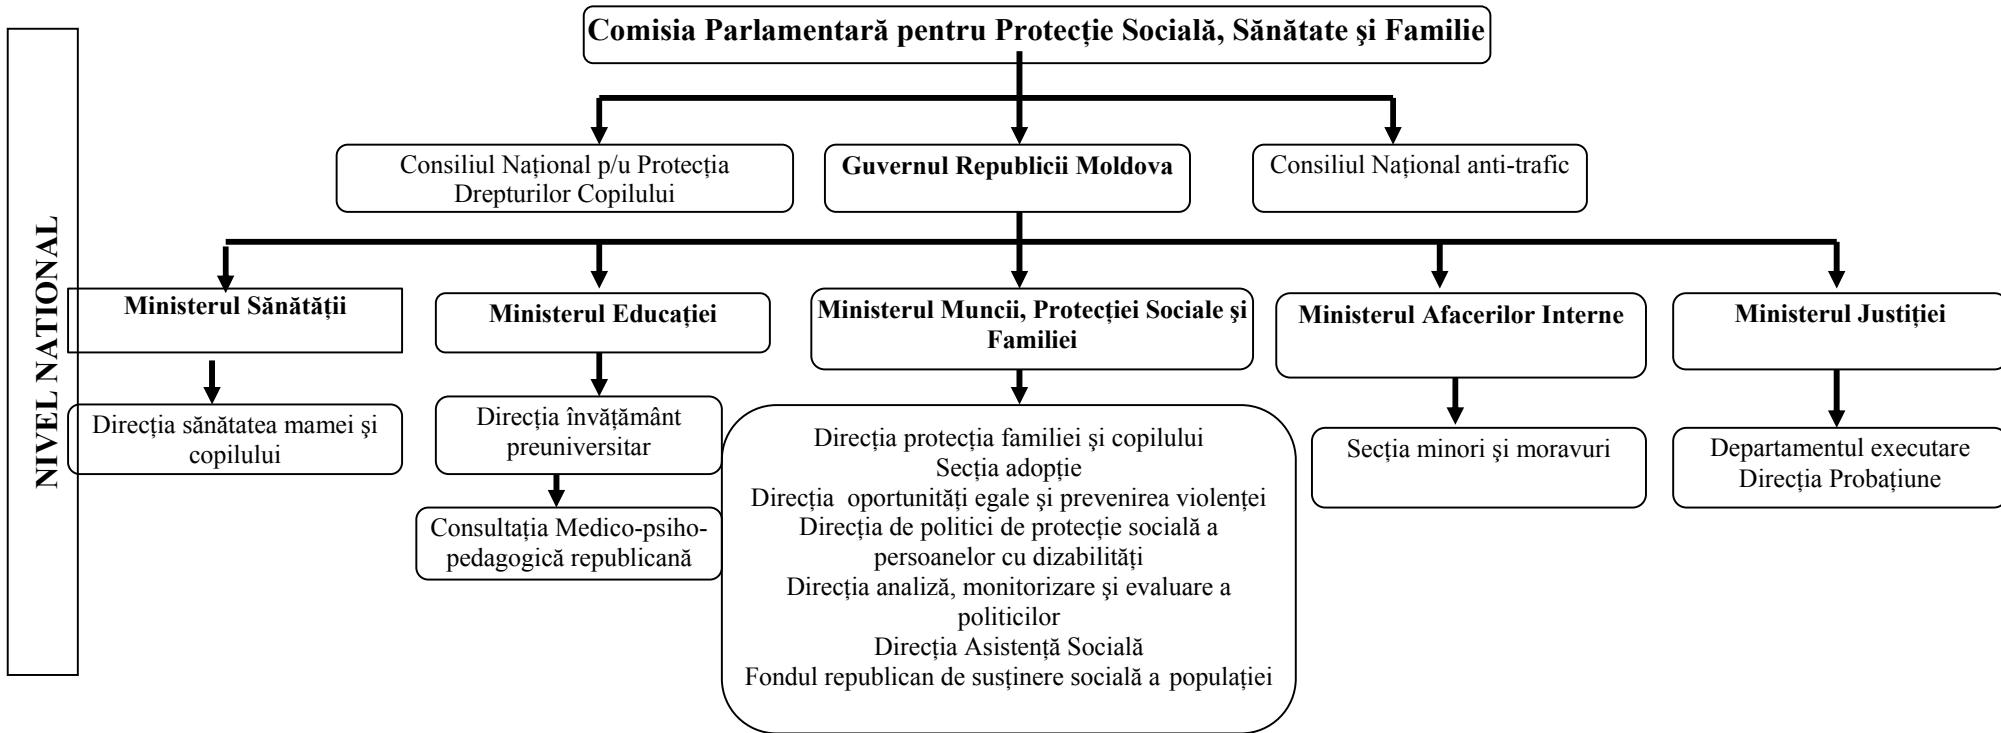 Comisia Parlamentară pentru Protecție Socială, Sănătate şi Familie
NIVEL NATIONAL
Consiliul Național p/u Protecția
Drepturilor Copilului
Guvernul Republicii Moldova
Consiliul Național anti-trafic
Ministerul Sănătății
Ministerul Educației
Ministerul Muncii, Protecției Sociale şi
Familiei
Ministerul Afacerilor Interne
Ministerul Justiției
Direcția sănătatea mamei şi
copilului
Direcția învățământ
preuniversitar
Consultația Medico-psiho-
pedagogică republicană
Direcția protecția familiei şi copilului
Secția adopție
Direcția oportunități egale şi prevenirea violenței
Direcția de politici de protecție socială a
persoanelor cu dizabilități
Direcția analiză, monitorizare şi evaluare a
politicilor
Direcția Asistență Socială
Fondul republican de susținere socială a populației
Secția minori şi moravuri
Departamentul executare
Direcția Probațiune